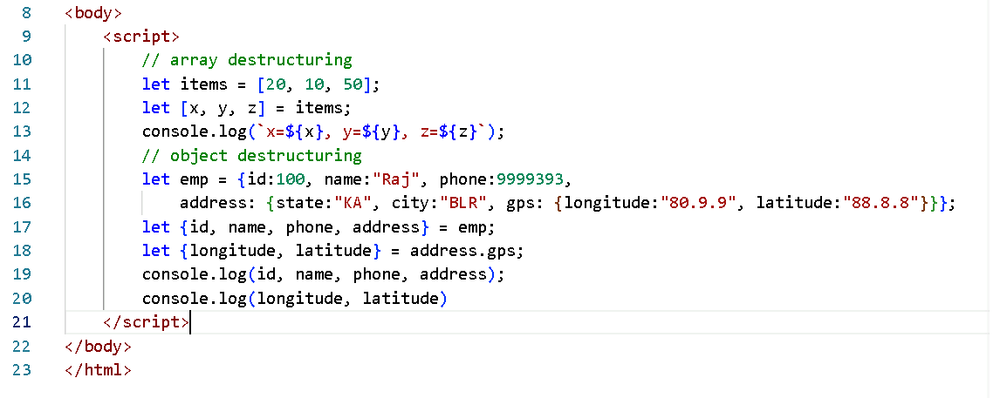 8 <body>
9 <script>
10 // array destructuring
11 let items = [20, 10, 50];
12 let [x, y, z] = items;
13 console.log(`x=${x}, y=${y}, z=${z}`);
14 // object destructuring
15 let emp = {id:100, name:"Raj", phone:9999393,
16 address: {state:"KA", city:"BLR", gps: {longitude:"80.9.9", latitude:"88.8.8"}}};
17 let {id, name, phone, address} = emp;
18 let {longitude, latitude} = address.gps;
19 console.log(id, name, phone, address);
20 console.log(longitude, latitude)
21 </script>
22 </body>
23 </html>